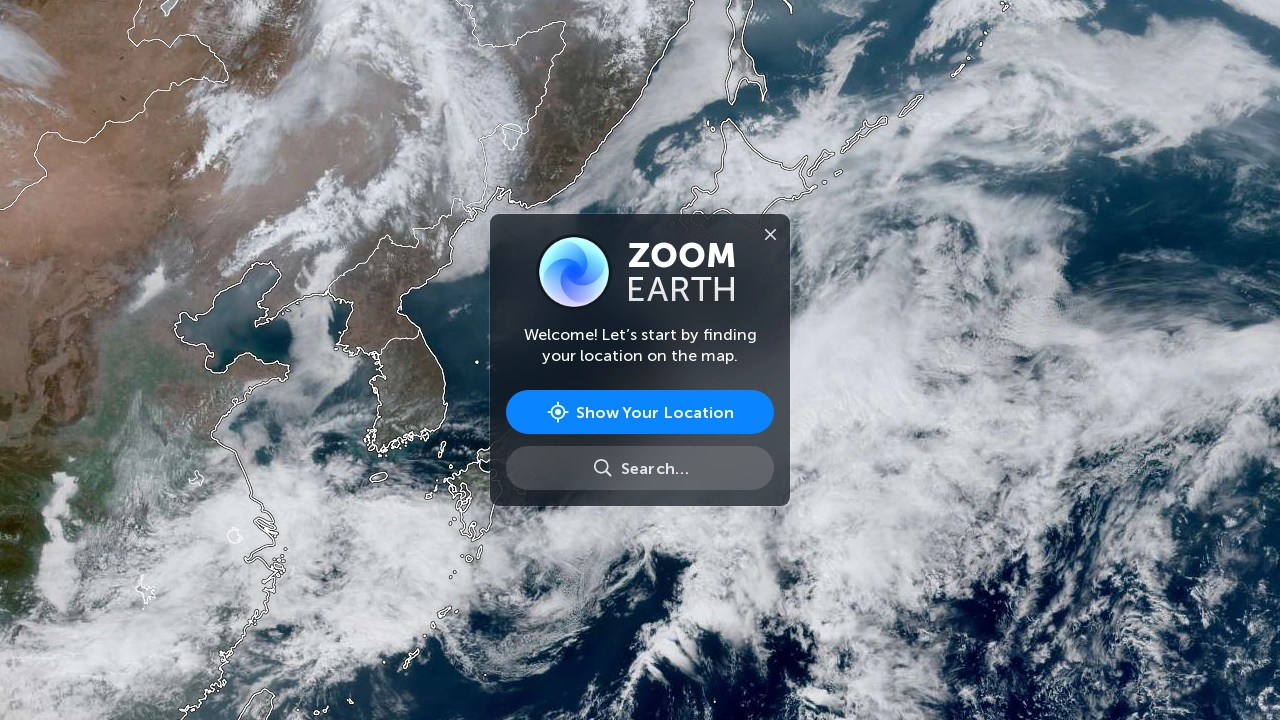 ZOOM
EARTH
Welcome! Let’s start by finding
your location on the map.
Show Your Location
Search...